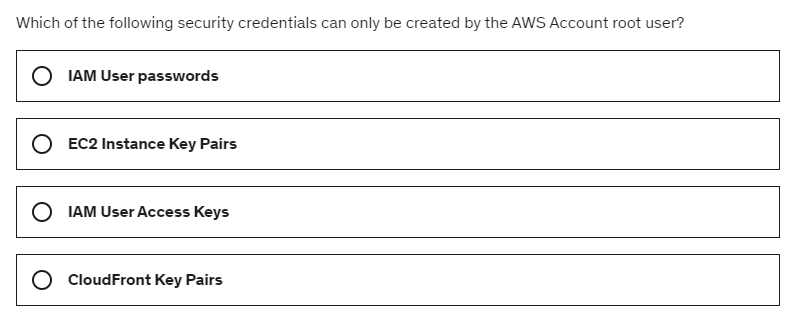 Which of the following security credentials can only be created by the AWS Account root user?
IAM User passwords
EC2 Instance Key Pairs
IAM User Access Keys
CloudFront Key Pairs